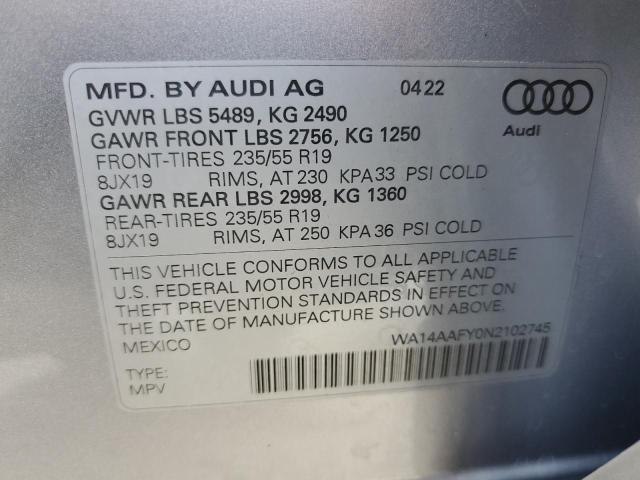 MFD. BY AUDI AG 04 22
GVWR LBS 5489, KG 2490
GAWR FRONT LBS 2756, KG 1250
FRONT-TIRES 235/55 R19
8JX19 RIMS, AT 230 KPA 33 PSI COLD
GAWR REAR LBS 2998, KG 1360
REAR-TIRES 235/55 R19
8JX19 RIMS, AT 250 KPA 36 PSI COLD
Audi
THIS VEHICLE CONFORMS TO ALL APPLICABLE
U.S. FEDERAL MOTOR VEHICLE SAFETY AND
THEFT PREVENTION STANDARDS IN EFFECT ON
THE DATE OF MANUFACTURE SHOWN ABOVE.
MEXICO WA14AAFY0N2102745
TYPE:
MPV